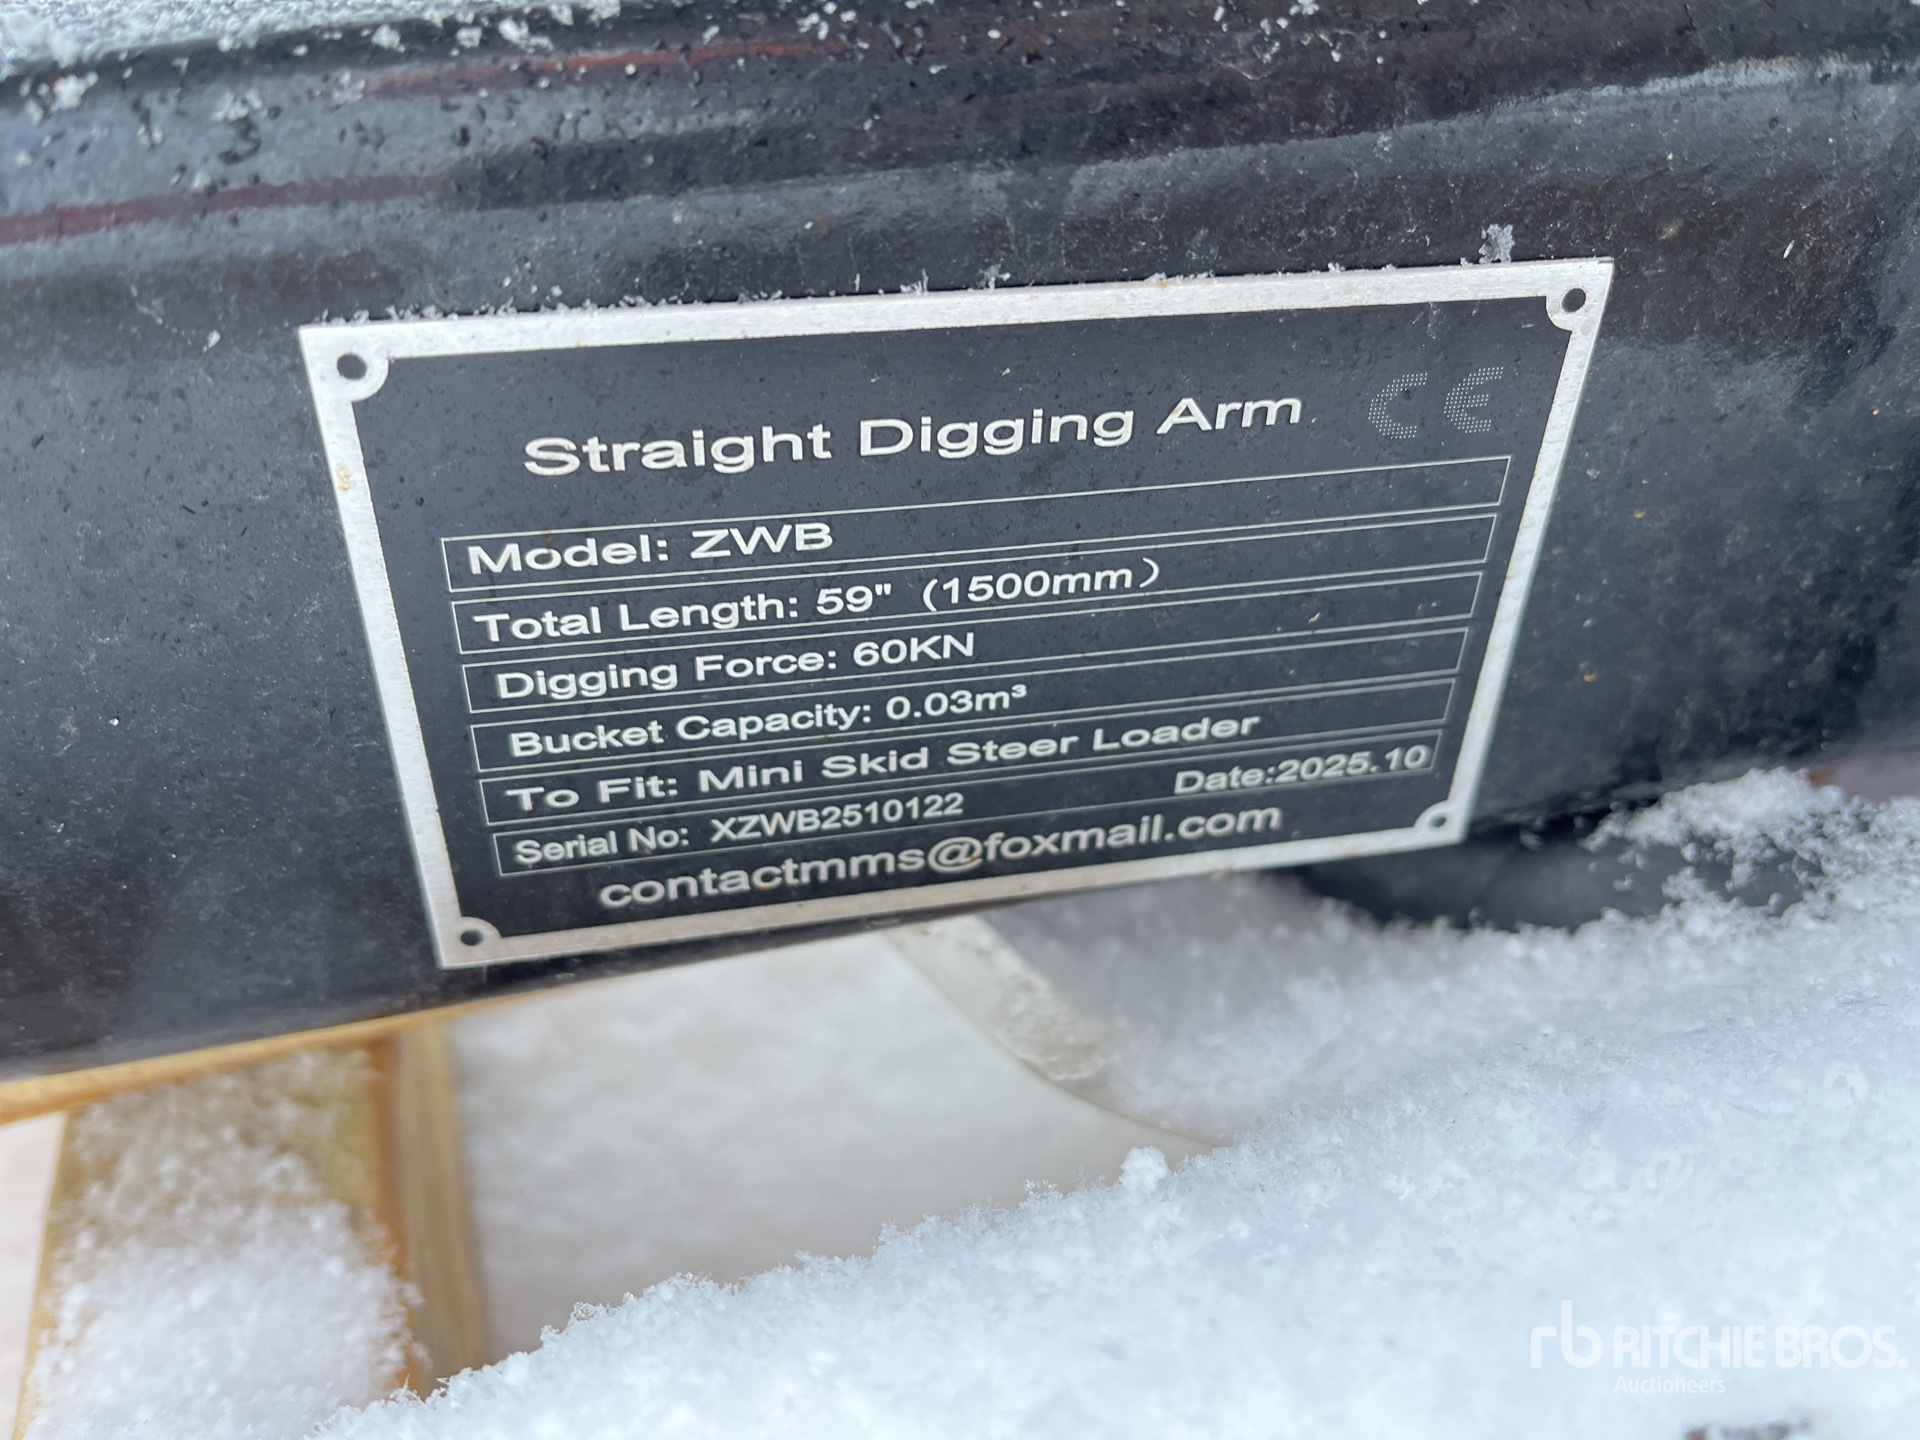 Straight Digging Arm CE
Model: ZWB
Total Length: 59" (1500mm)
Digging Force: 60KN
Bucket Capacity: 0.03m³
To Fit: Mini Skid Steer Loader
Serial No: XZWB2510122 Date:2025.10
contactmms@foxmail.com
rb RITCHIE BROS.
Auctioneers